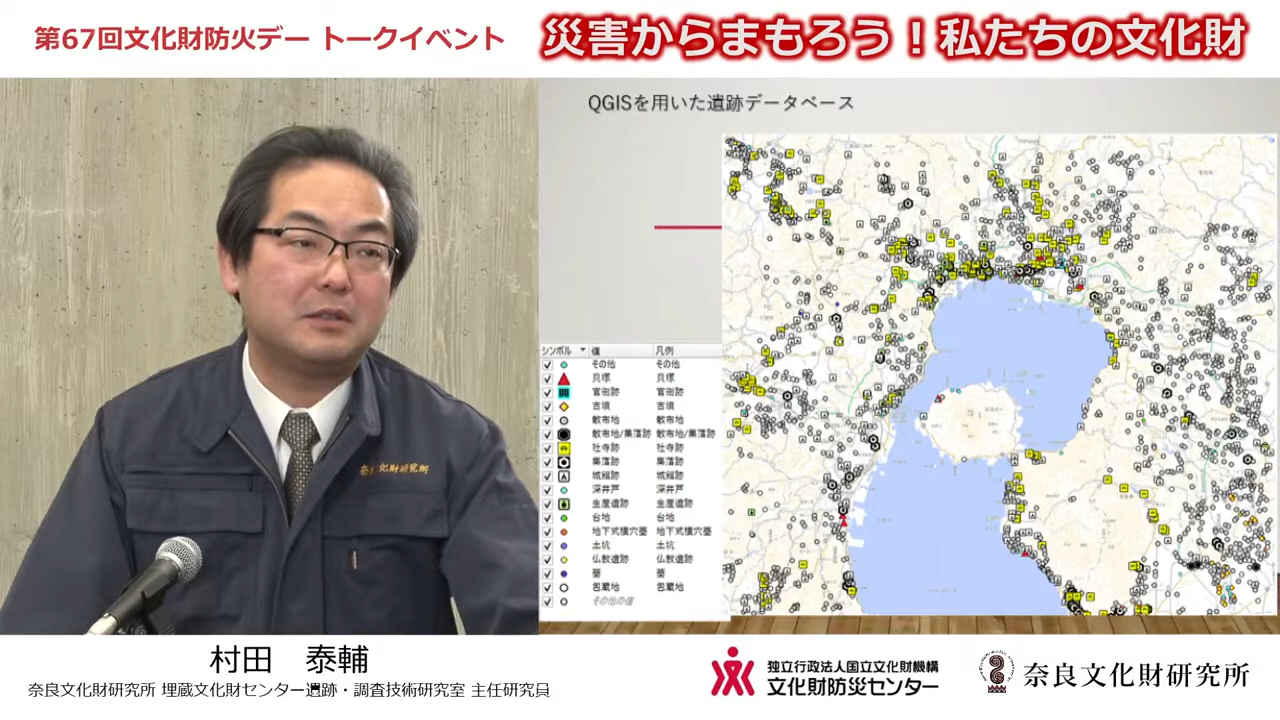 第67回文化財防火デー トークイベント
災害からまもろう！私たちの文化財
QGISを用いた遺跡データベース
シンボル 値 凡例
その他 その他
貝塚 貝塚
官衙跡 官衙跡
古墳 古墳
散布地 散布地
散布地/集落跡 散布地/集落跡
社寺跡 社寺跡
集落跡 集落跡
城館跡 城館跡
深井戸 深井戸
生産遺跡 生産遺跡
台地 台地
地下式横穴墓 地下式横穴墓
土坑 土坑
仏教遺跡 仏教遺跡
墓 墓
包蔵地 包蔵地
その他の値
奈良文化財研究所
村田 泰輔
奈良文化財研究所 埋蔵文化財センター遺跡・調査技術研究室 主任研究員
独立行政法人国立文化財機構
文化財防災センター
奈良文化財研究所